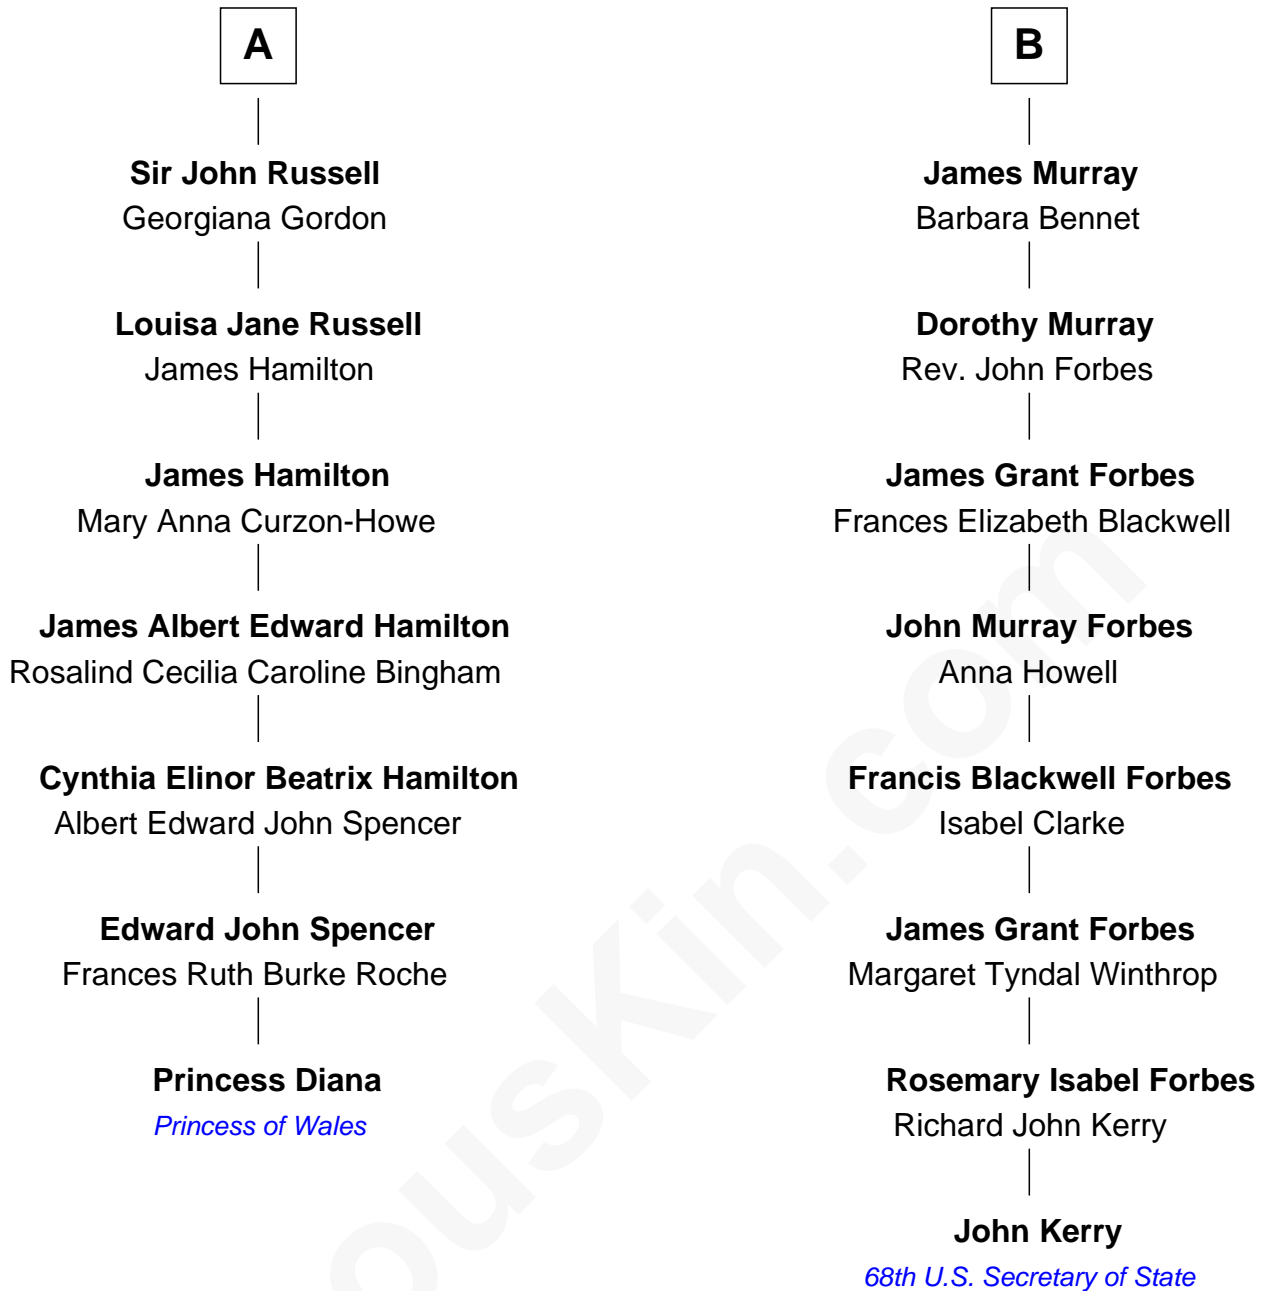 A
Sir John Russell
Georgiana Gordon
Louisa Jane Russell
James Hamilton
James Hamilton
Mary Anna Curzon-Howe
James Albert Edward Hamilton
Rosalind Cecilia Caroline Bingham
Cynthia Elinor Beatrix Hamilton
Albert Edward John Spencer
Edward John Spencer
Frances Ruth Burke Roche
Princess Diana
Princess of Wales
B
James Murray
Barbara Bennet
Dorothy Murray
Rev. John Forbes
James Grant Forbes
Frances Elizabeth Blackwell
John Murray Forbes
Anna Howell
Francis Blackwell Forbes
Isabel Clarke
James Grant Forbes
Margaret Tyndal Winthrop
Rosemary Isabel Forbes
Richard John Kerry
John Kerry
68th U.S. Secretary of State
ousKin.com